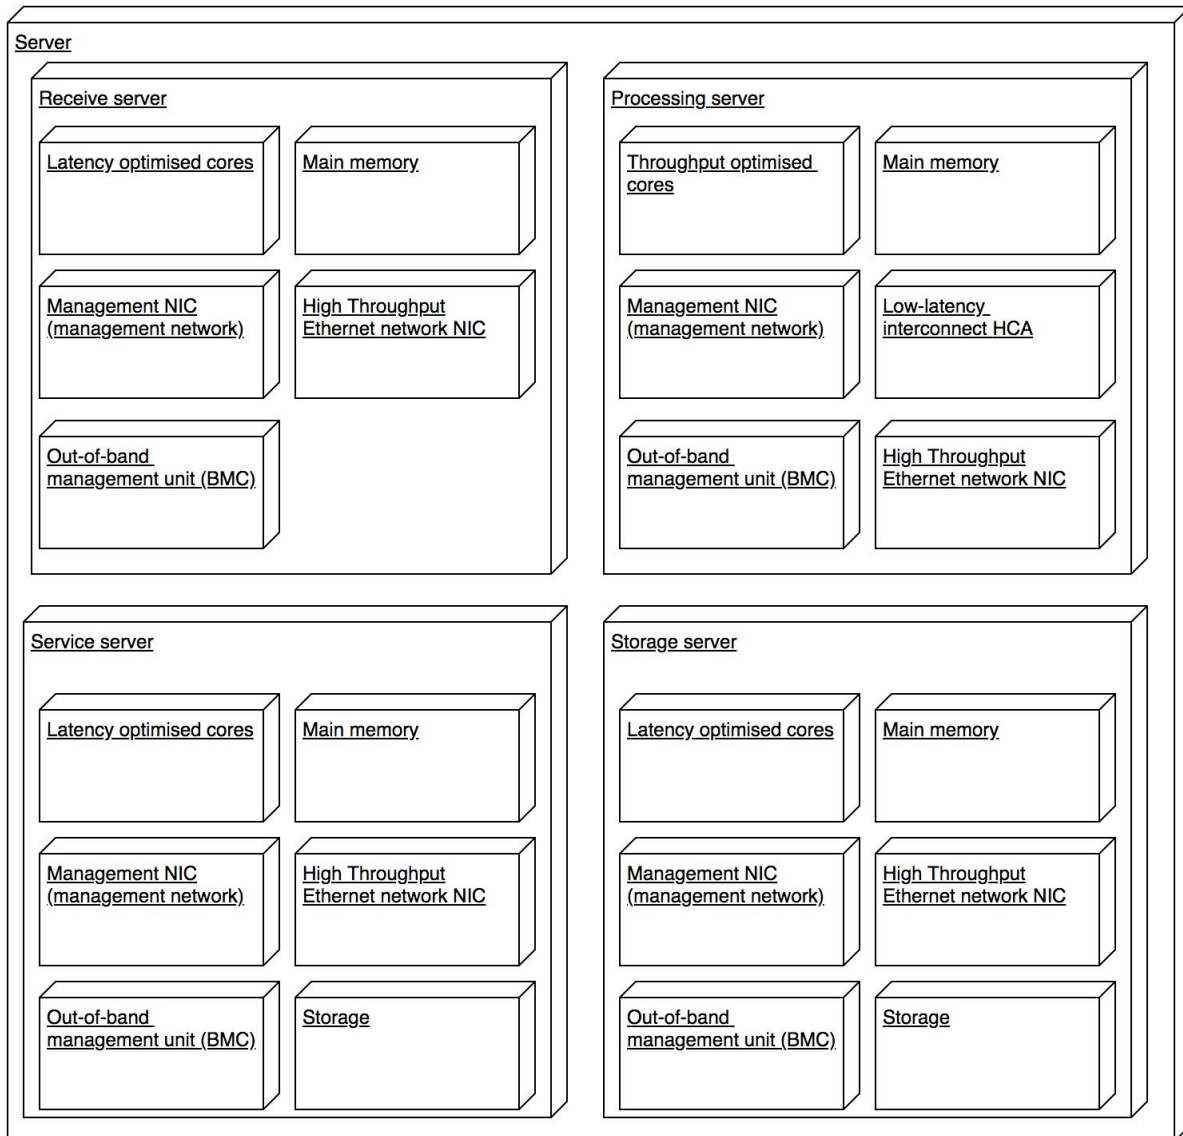 Server
Receive server
Latency optimised cores
Main memory
Management NIC
(management network)
High Throughput
Ethernet network NIC
Out-of-band
management unit (BMC)
Processing server
Throughput optimised
cores
Main memory
Management NIC
(management network)
Low-latency
interconnect HCA
Out-of-band
management unit (BMC)
High Throughput
Ethernet network NIC
Service server
Latency optimised cores
Main memory
Management NIC
(management network)
High Throughput
Ethernet network NIC
Out-of-band
management unit (BMC)
Storage
Storage server
Latency optimised cores
Main memory
Management NIC
(management network)
High Throughput
Ethernet network NIC
Out-of-band
management unit (BMC)
Storage